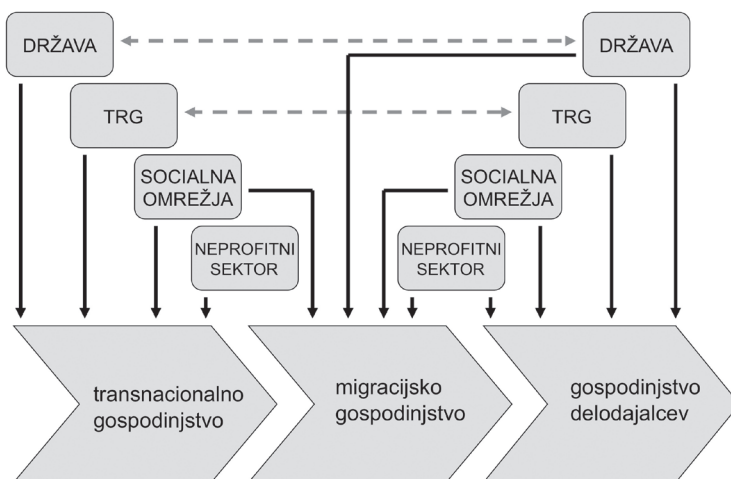 DRŽAVA
DRŽAVA
TRG
TRG
SOCIALNA
OMREŽJA
SOCIALNA
OMREŽJA
NEPROFITNI
SEKTOR
NEPROFITNI
SEKTOR
transnacionalno
gospodinjstvo
migracijsko
gospodinjstvo
gospodinjstvo
delodajalcev